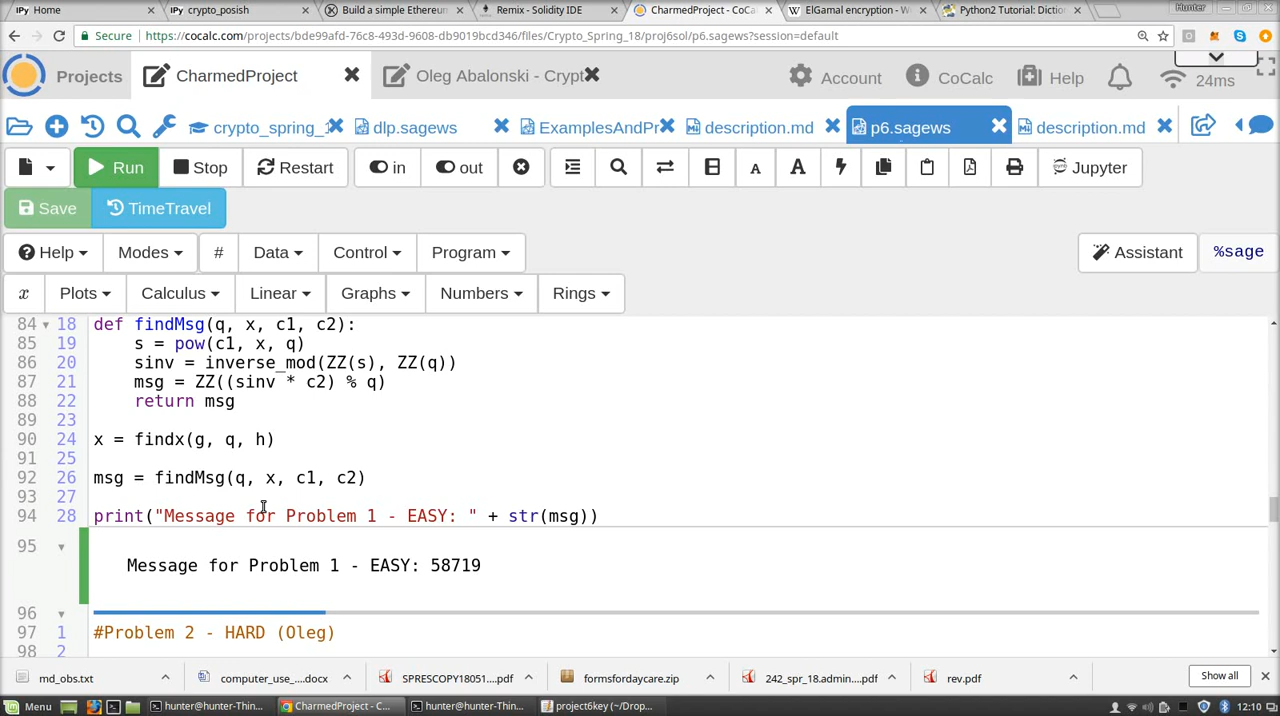 Home
crypto_posish
Build a simple Ethereum
Remix - Solidity IDE
CharmedProject - CoCa
ElGamal encryption - W
Python2 Tutorial: Dictio
Hunter
Secure
https://cocalc.com/projects/bde99afd-76c8-493d-9608-db9019bcd346/files/Crypto_Spring_18/proj6sol/p6.sagews?session=default
Projects
CharmedProject
Oleg Abalonski - Crypt
Account
CoCalc
Help
24ms
crypto_spring_1
dlp.sagews
ExamplesAndPr
description.md
p6.sagews
description.md
Run
Stop
Restart
in
out
A
A
Jupyter
Save
TimeTravel
Help
Modes
#
Data
Control
Program
Assistant
%sage
x
Plots
Calculus
Linear
Graphs
Numbers
Rings
84 18 def findMsg(q, x, c1, c2):
85 19 s = pow(c1, x, q)
86 20 sinv = inverse_mod(ZZ(s), ZZ(q))
87 21 msg = ZZ((sinv * c2) % q)
88 22 return msg
89 23
90 24 x = findx(g, q, h)
91 25
92 26 msg = findMsg(q, x, c1, c2)
93 27
94 28 print("Message for Problem 1 - EASY: " + str(msg))
95
Message for Problem 1 - EASY: 58719
96
97 1 #Problem 2 - HARD (Oleg)
98 2
md_obs.txt
computer_use_....docx
SPRESCOPY18051....pdf
formsfordaycare.zip
242_spr_18.admin....pdf
rev.pdf
Show all
Menu
hunter@hunter-Thin...
CharmedProject - C...
hunter@hunter-Thin...
project6key (~/Drop...
12:10